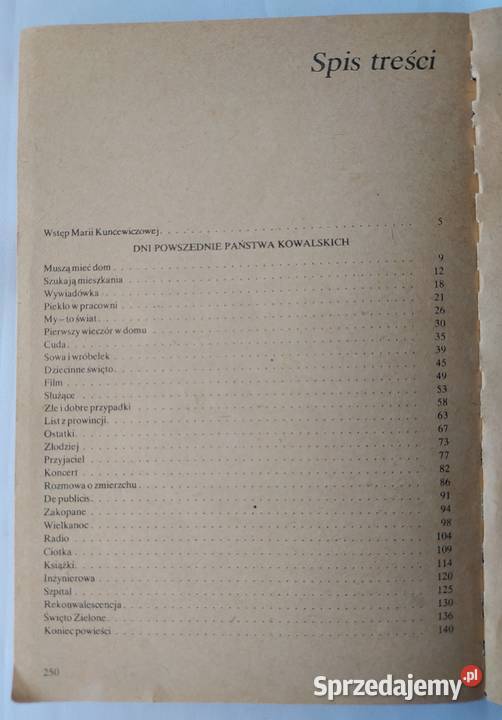 Spis treści
Wstęp Marii Kuncewiczowej. 5
DNI POWSZEDNIE PAŃSTWA KOWALSKICH
Muszą mieć dom 9
Szukają mieszkania 12
Wywiadówka 18
Piekło w pracowni 21
My – to świat 26
Pierwszy wieczór w domu 30
Cuda 35
Sowa i wróbelek 39
Dziecinne święto 45
Film 49
Służące 53
Złe i dobre przypadki 58
List z prowincji 63
Ostatki 67
Złodziej 73
Przyjaciel 77
Koncert 82
Rozmowa o zmierzchu 86
De publicis 91
Zakopane 94
Wielkanoc 98
Radio 104
Ciotka 109
Książki 114
Inżynierowa 120
Szpital 125
Rekonwalescencja 130
Święto Zielone 136
Koniec powieści 140
250
Sprzedajemy.pl